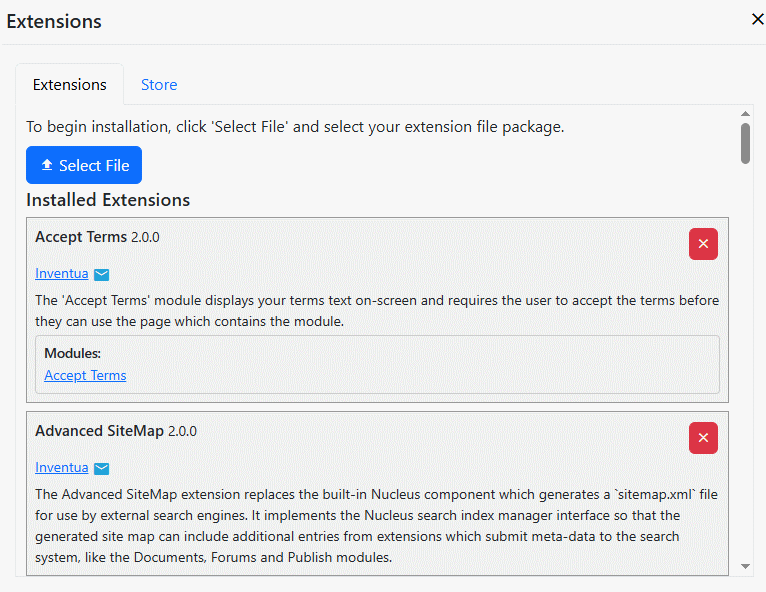 Extensions
Extensions
Store
To begin installation, click 'Select File' and select your extension file package.
Select File
Installed Extensions
Accept Terms 2.0.0
Inventua
The 'Accept Terms' module displays your terms text on-screen and requires the user to accept the terms before
they can use the page which contains the module.
Modules:
Accept Terms
Advanced SiteMap 2.0.0
Inventua
The Advanced SiteMap extension replaces the built-in Nucleus component which generates a `sitemap.xml` file
for use by external search engines. It implements the Nucleus search index manager interface so that the
generated site map can include additional entries from extensions which submit meta-data to the search
system, like the Documents, Forums and Publish modules.